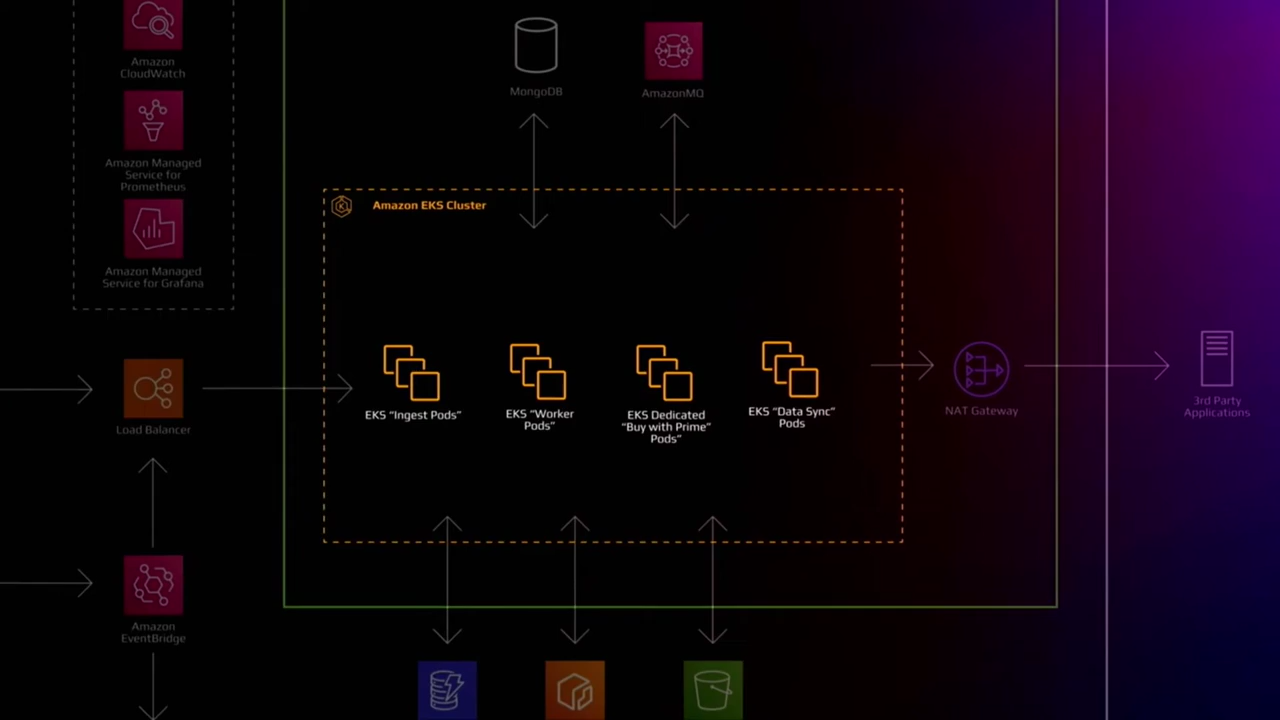 Amazon
CloudWatch
Amazon Managed
Service for
Prometheus
Amazon Managed
Service for Grafana
MongoDB
AmazonMQ
Amazon EKS Cluster
EKS “Ingest Pods”
EKS “Worker
Pods”
EKS Dedicated
“Buy with Prime”
Pods”
EKS “Data Sync”
Pods
Load Balancer
NAT Gateway
3rd Party
Applications
Amazon
EventBridge